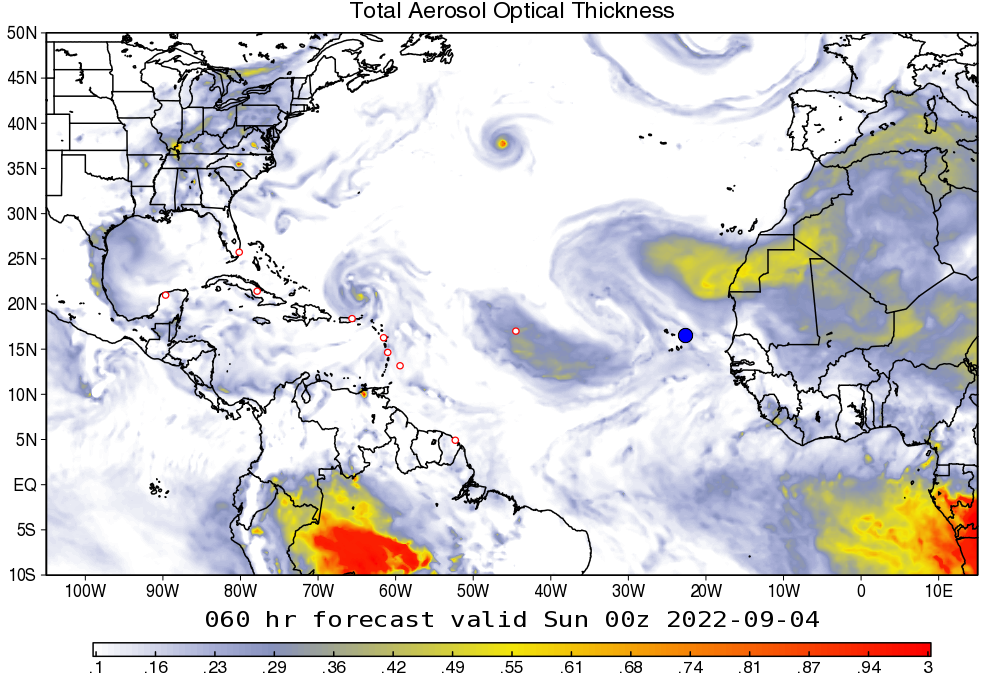 Total Aerosol Optical Thickness
50N
45N
40N
35N
30N
25N
20N
15N
10N
5N
EQ
5S
10S
100W 90W 80W 70W 60W 50W 40W 30W 20W 10W 0 10E
060 hr forecast valid Sun 00z 2022-09-04
.1 .16 .23 .29 .36 .42 .49 .55 .61 .68 .74 .81 .87 .94 3